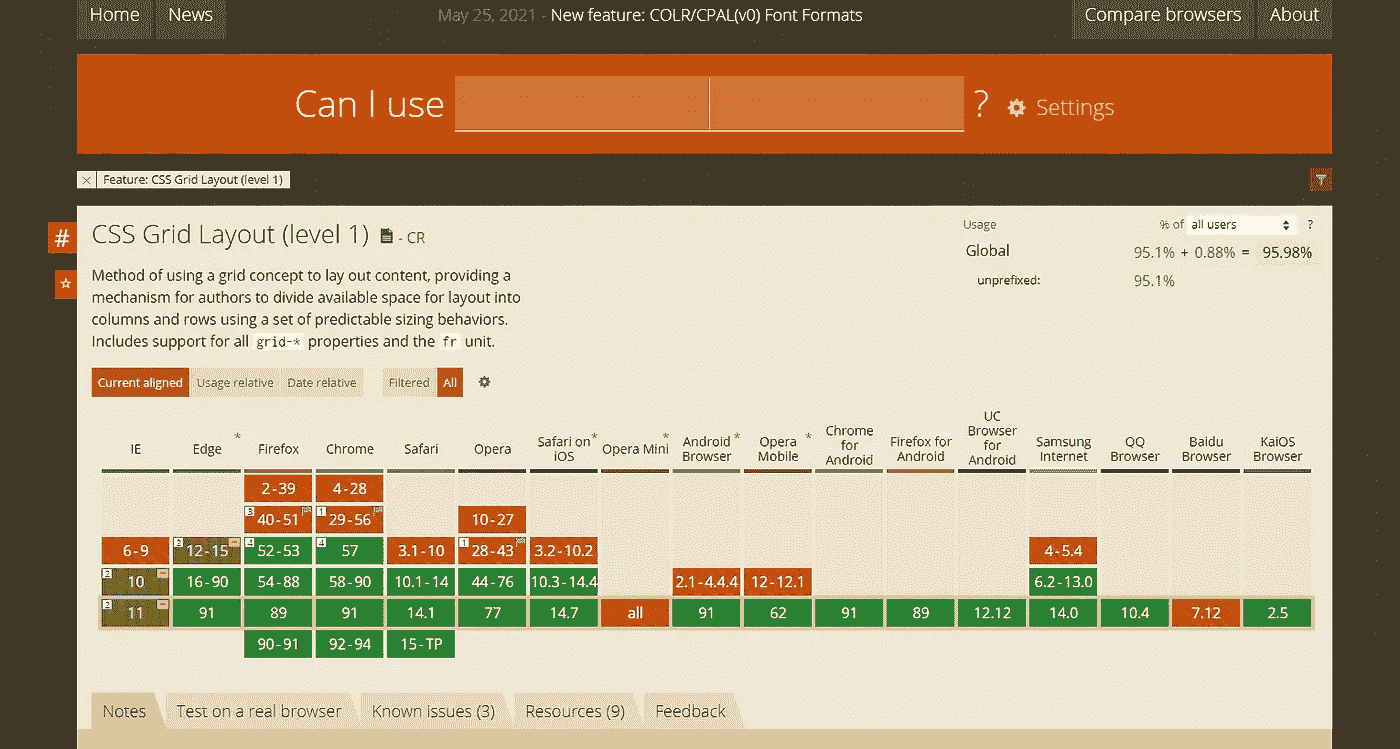 Home News May 25, 2021 - New feature: COLR/CPAL(v0) Font Formats Compare browsers About
Can I use ? Settings
× Feature: CSS Grid Layout (level 1)
# CSS Grid Layout (level 1) - CR
Usage % of all users ?
Global 95.1% + 0.88% = 95.98%
unprefixed: 95.1%
Method of using a grid concept to lay out content, providing a
mechanism for authors to divide available space for layout into
columns and rows using a set of predictable sizing behaviors.
Includes support for all grid-* properties and the fr unit.
Current aligned Usage relative Date relative Filtered All
IE Edge * Firefox Chrome Safari Opera Safari on iOS * Opera Mini * Android Browser * Opera Mobile * Chrome for Android Firefox for Android UC Browser for Android Samsung Internet QQ Browser Baidu Browser KaiOS Browser
2-39 4-28
3 40-51 1 29-56 10-27
6-9 2 12-15 4 52-53 4 57 3.1-10 1 28-43 3.2-10.2 4-5.4
2 10 16-90 54-88 58-90 10.1-14 44-76 10.3-14.4 2.1-4.4.4 12-12.1 6.2-13.0
2 11 91 89 91 14.1 77 14.7 all 91 62 91 89 12.12 14.0 10.4 7.12 2.5
90-91 92-94 15-TP
Notes Test on a real browser Known issues (3) Resources (9) Feedback